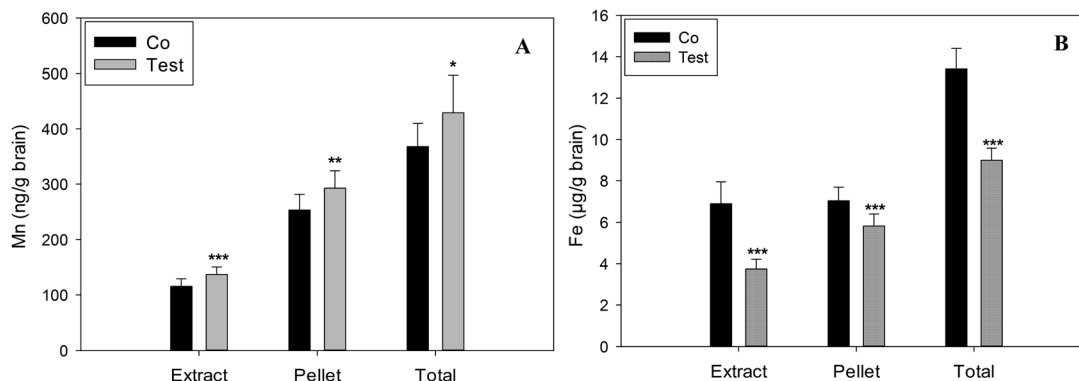 A
Co
Test
Mn (ng/g brain)
600
500
400
300
200
100
0
***
**
*
Extract
Pellet
Total
B
Co
Test
Fe (µg/g brain)
16
14
12
10
8
6
4
2
0
***
***
***
Extract
Pellet
Total